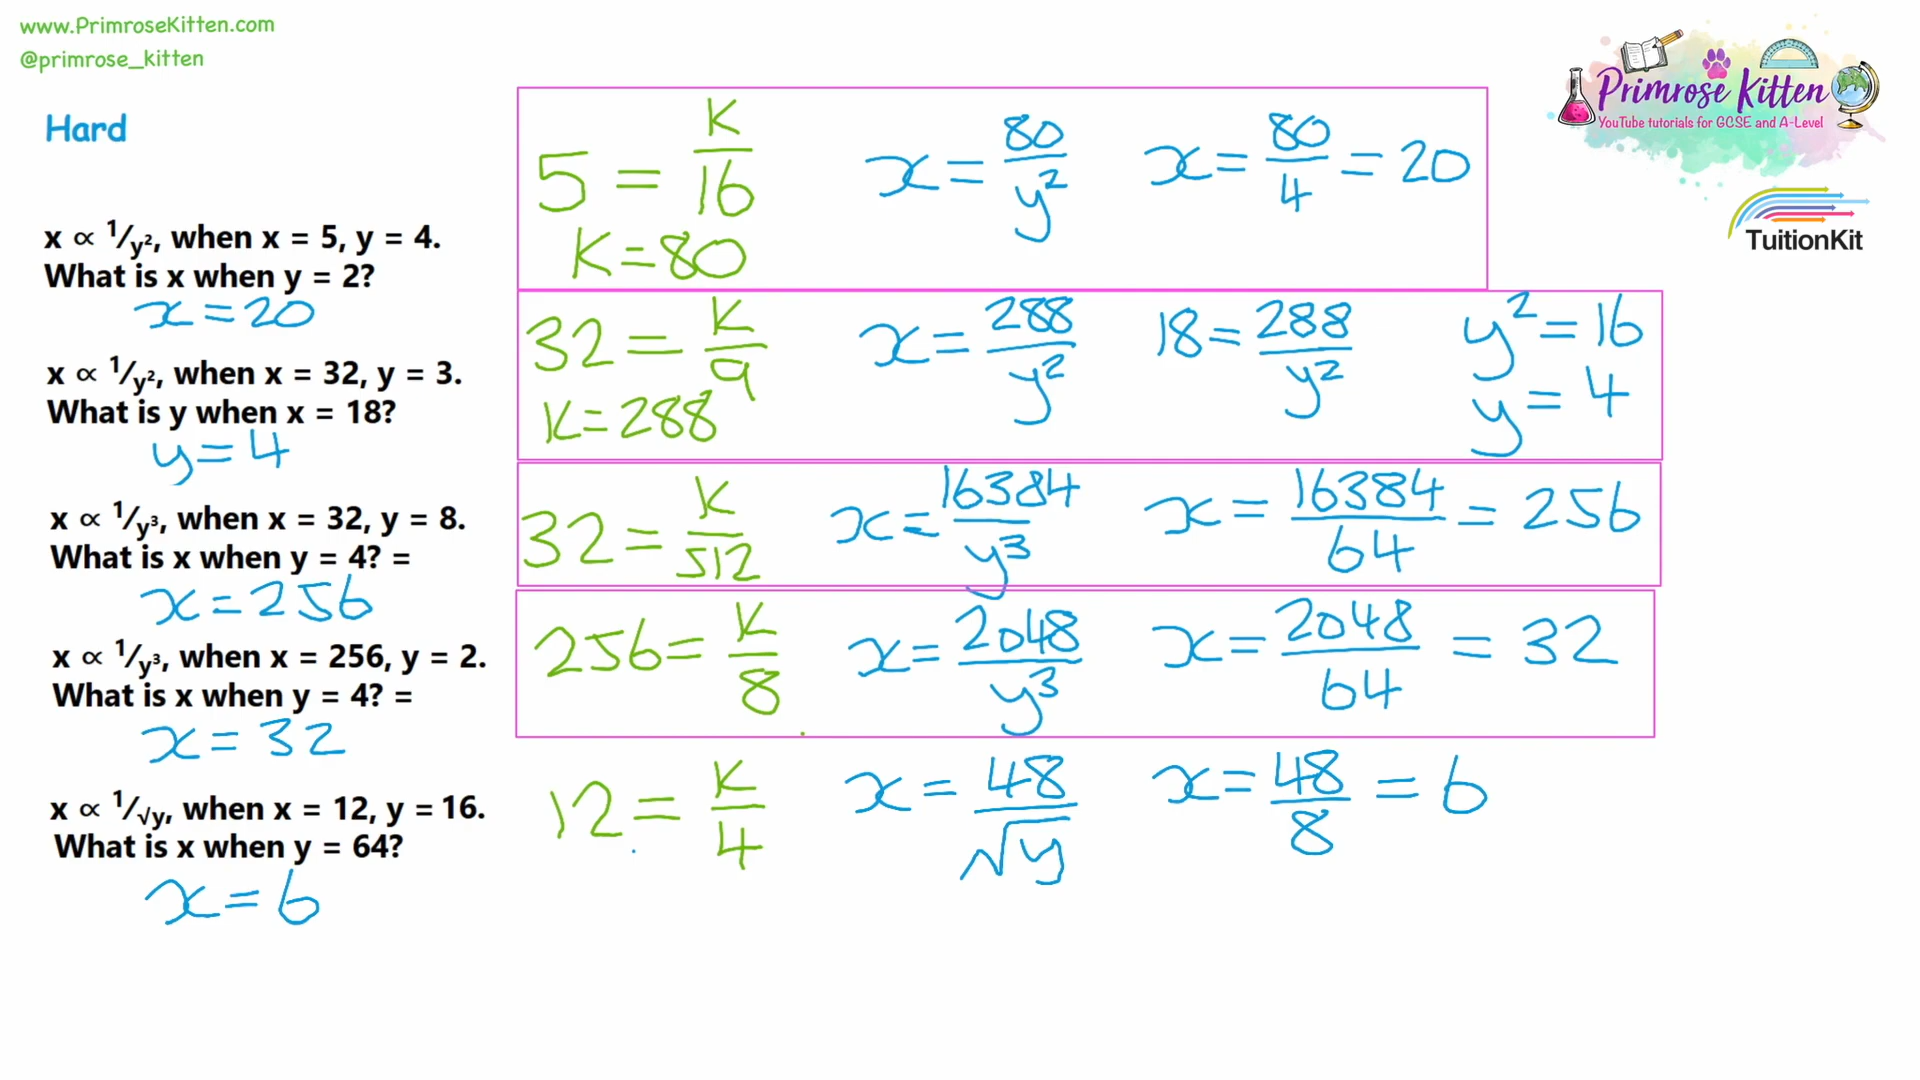 www.PrimroseKitten.com
@primrose_kitten
Primrose Kitten
YouTube tutorials for GCSE and A-Level
TuitionKit
Hard
x ∝ ¹/y², when x = 5, y = 4.
What is x when y = 2?
x = 20
5 = K/16
K = 80
x = 80/y²
x = 80/4 = 20
x ∝ ¹/y², when x = 32, y = 3.
What is y when x = 18?
y = 4
32 = K/9
K = 288
x = 288/y²
18 = 288/y²
y² = 16
y = 4
x ∝ ¹/y³, when x = 32, y = 8.
What is x when y = 4? =
x = 256
32 = K/512
x = 16384/y³
x = 16384/64 = 256
x ∝ ¹/y³, when x = 256, y = 2.
What is x when y = 4? =
x = 32
256 = K/8
x = 2048/y³
x = 2048/64 = 32
x ∝ ¹/√y, when x = 12, y = 16.
What is x when y = 64?
x = 6
12 = K/4
x = 48/√y
x = 48/8 = 6